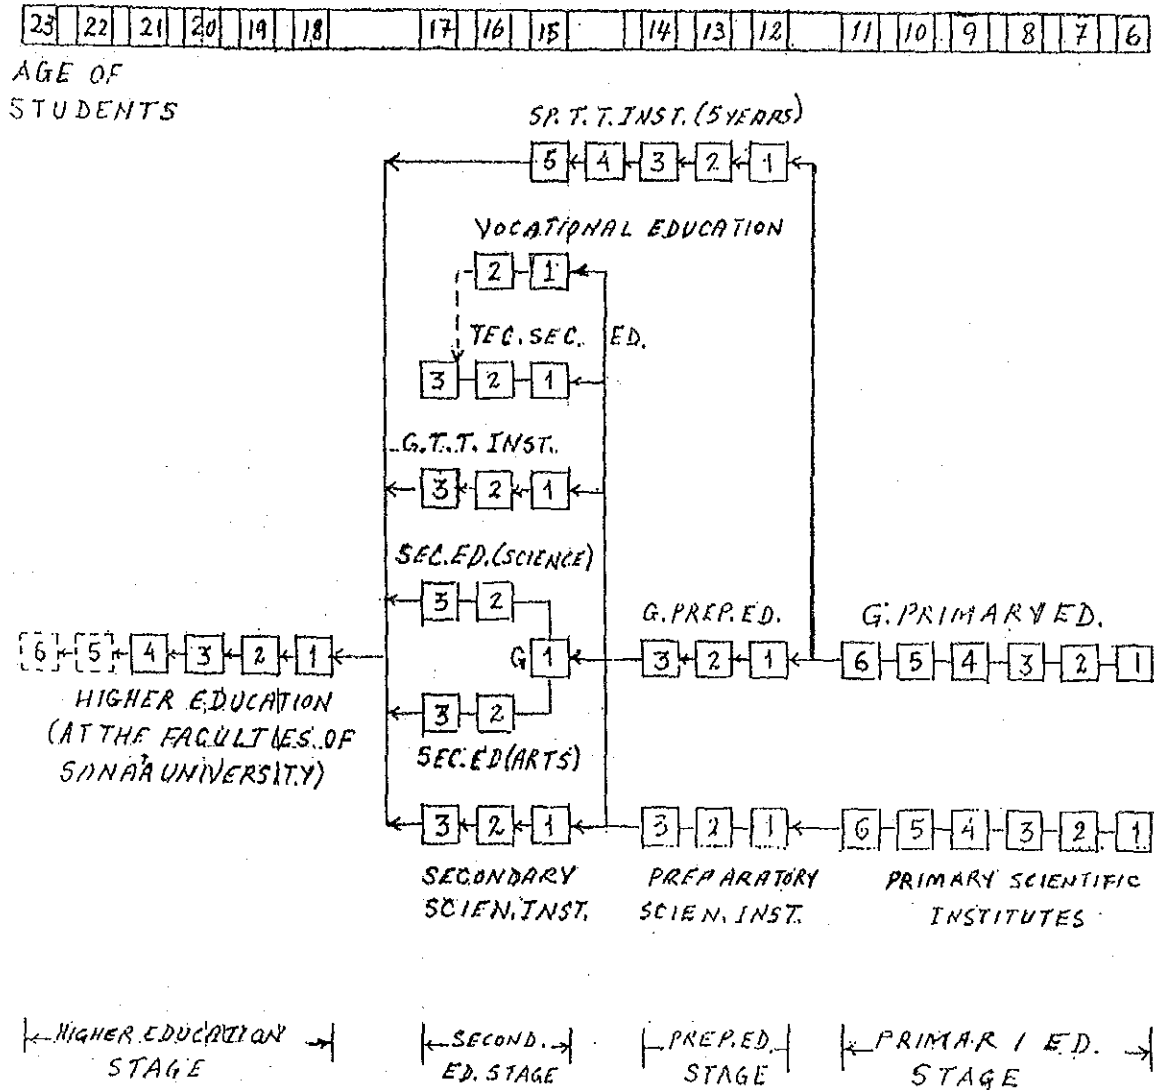 23 22 21 20 19 18 17 16 15 14 13 12 11 10 9 8 7 6
AGE OF
STUDENTS
SP. T. T. INST. (5 YEARS)
5 4 3 2 1
VOCATIONAL EDUCATION
2 1
TEC. SEC. ED.
3 2 1
G. T. T. INST.
3 2 1
SEC. ED. (SCIENCE)
3 2
G 1
3 2
SEC. ED (ARTS)
G. PREP. ED.
3 2 1
G. PRIMARY ED.
6 5 4 3 2 1
6 5 4 3 2 1
HIGHER EDUCATION
(AT THE FACULTIES OF
SANA'A UNIVERSITY)
3 2 1
SECONDARY
SCIEN. INST.
3 2 1
PREPARATORY
SCIEN. INST.
6 5 4 3 2 1
PRIMARY SCIENTIFIC
INSTITUTES
HIGHER EDUCATION
STAGE
SECOND.
ED. STAGE
PREP. ED.
STAGE
PRIMARY ED.
STAGE